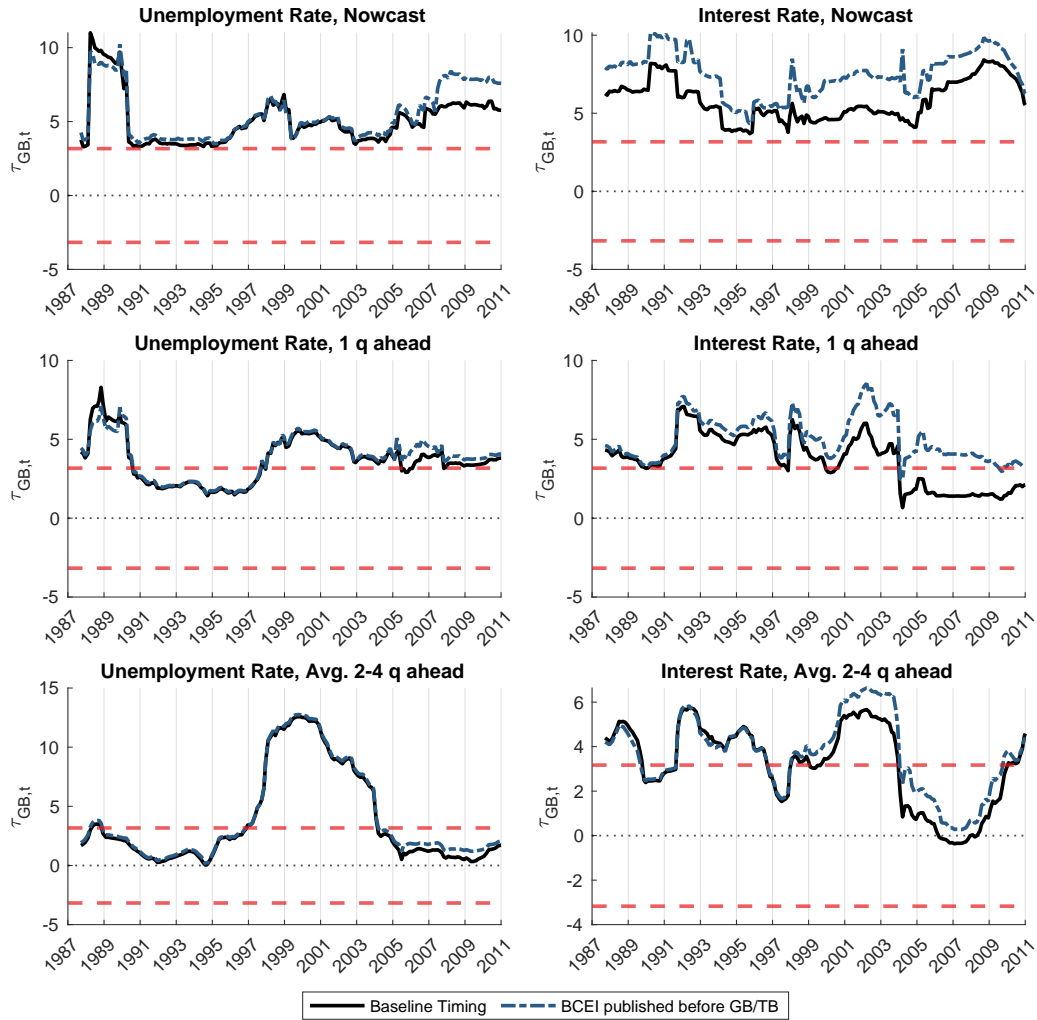 Unemployment Rate, Nowcast
10
5
0
-5
τGB,t
1987 1989 1991 1993 1995 1997 1999 2001 2003 2005 2007 2009 2011
Interest Rate, Nowcast
10
5
0
-5
τGB,t
1987 1989 1991 1993 1995 1997 1999 2001 2003 2005 2007 2009 2011
Unemployment Rate, 1 q ahead
10
5
0
-5
τGB,t
1987 1989 1991 1993 1995 1997 1999 2001 2003 2005 2007 2009 2011
Interest Rate, 1 q ahead
10
5
0
-5
τGB,t
1987 1989 1991 1993 1995 1997 1999 2001 2003 2005 2007 2009 2011
Unemployment Rate, Avg. 2-4 q ahead
15
10
5
0
-5
τGB,t
1987 1989 1991 1993 1995 1997 1999 2001 2003 2005 2007 2009 2011
Interest Rate, Avg. 2-4 q ahead
6
4
2
0
-2
-4
τGB,t
1987 1989 1991 1993 1995 1997 1999 2001 2003 2005 2007 2009 2011
Baseline Timing BCEI published before GB/TB